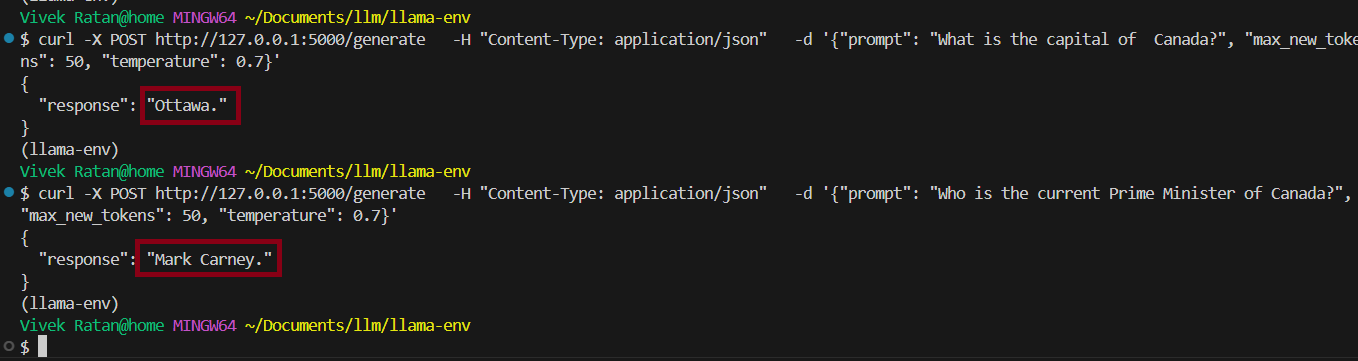 (llama-env)
Vivek Ratan@home MINGW64 ~/Documents/llm/llama-env
$ curl -X POST http://127.0.0.1:5000/generate   -H "Content-Type: application/json"   -d '{"prompt": "What is the capital of  Canada?", "max_new_toke
ns": 50, "temperature": 0.7}'
{
  "response": "Ottawa."
}
(llama-env)
Vivek Ratan@home MINGW64 ~/Documents/llm/llama-env
$ curl -X POST http://127.0.0.1:5000/generate   -H "Content-Type: application/json"   -d '{"prompt": "Who is the current Prime Minister of Canada?",
"max_new_tokens": 50, "temperature": 0.7}'
{
  "response": "Mark Carney."
}
(llama-env)
Vivek Ratan@home MINGW64 ~/Documents/llm/llama-env
$